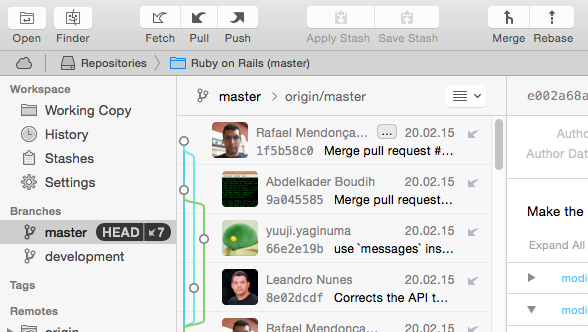 Open Finder Fetch Pull Push Apply Stash Save Stash Merge Rebase
Repositories Ruby on Rails (master)
Workspace
Working Copy
History
Stashes
Settings
Branches
master HEAD 7
development
Tags
Remotes
origin
master origin/master
Rafael Mendonça... ... 20.02.15
1f5b58c0 Merge pull request #...
Abdelkader Boudih 20.02.15
9a045585 Merge pull request...
yuuji.yaginuma 20.02.15
66e2e19b use `messages` ins...
Leandro Nunes 20.02.15
8e02dcdf Corrects the API t...
Rafael Mendonça... 20.02.15
e002a68a
Autho
Author Date
Make the
Expand All
modi
modi